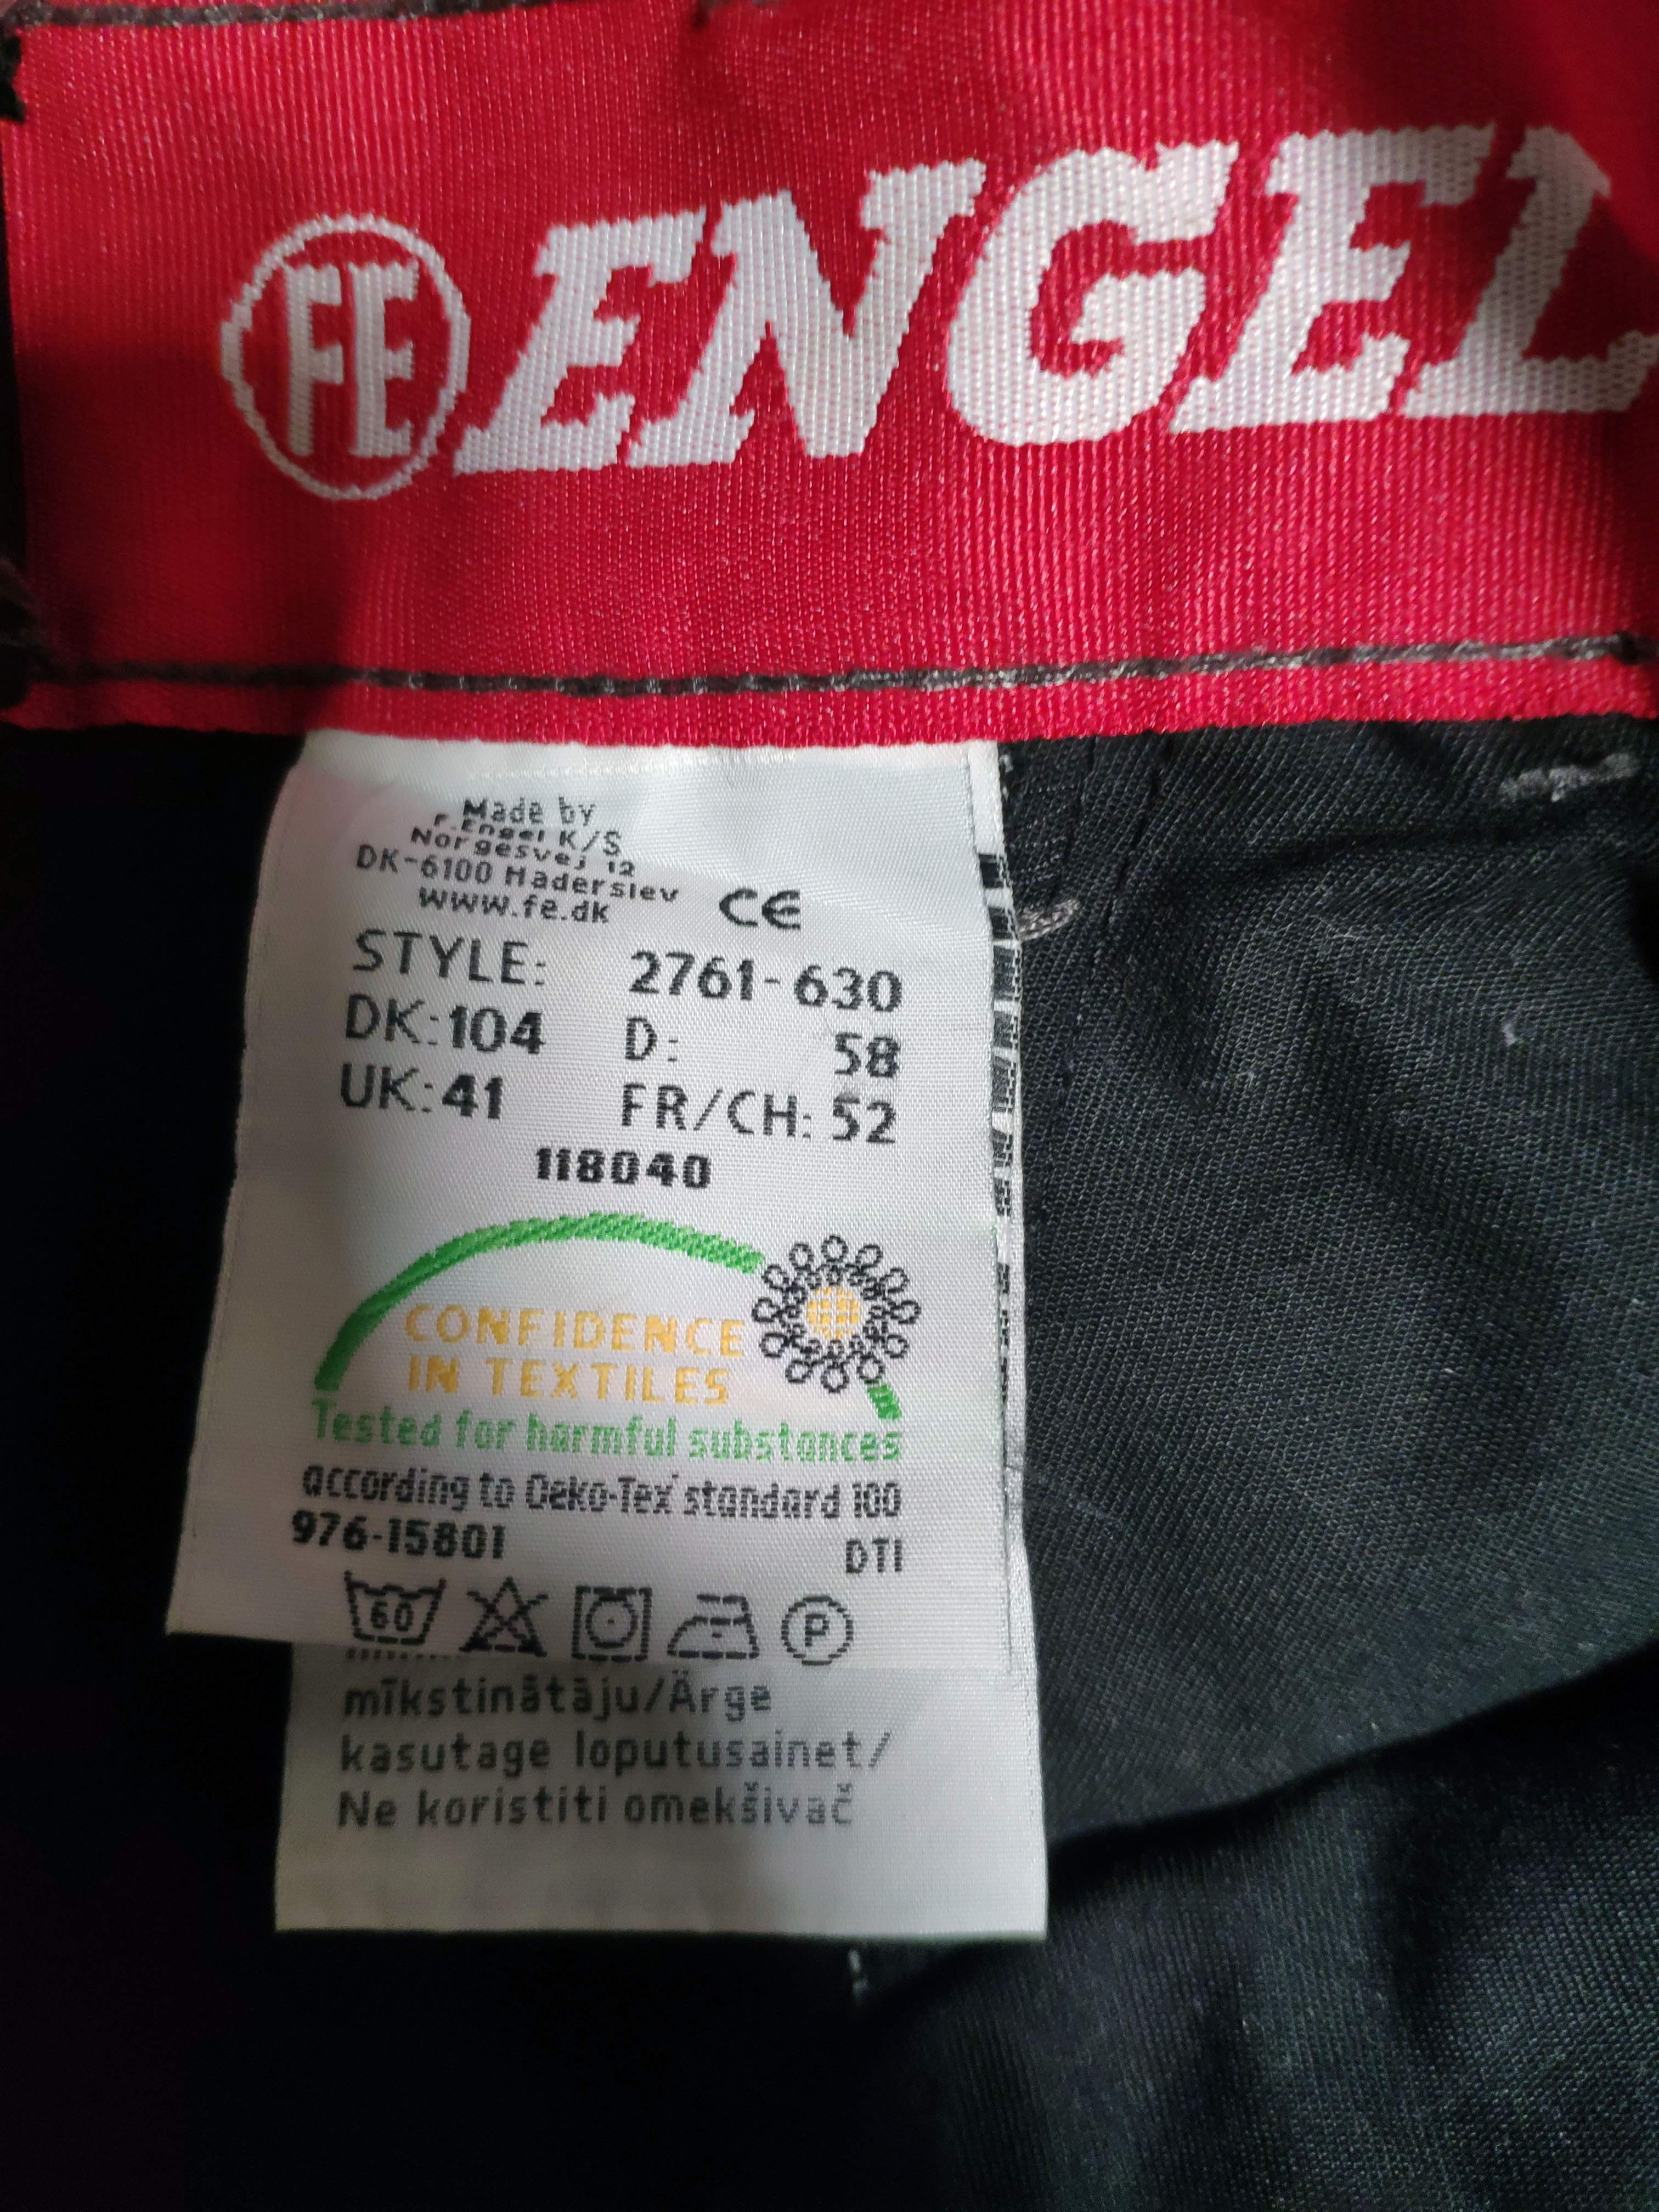 FE ENGEL
Made by
F. Engel K/S
Norgesvej 12
DK-6100 Haderslev
www.fe.dk
CE
STYLE: 2761-630
DK:104 D: 58
UK:41 FR/CH: 52
118040
CONFIDENCE
IN TEXTILES
Tested for harmful substances
according to Oeko-Tex standard 100
976-15801 DTI
60 P
mīkstinātāju/Ärge
kasutage loputusainet/
Ne koristiti omekšivač